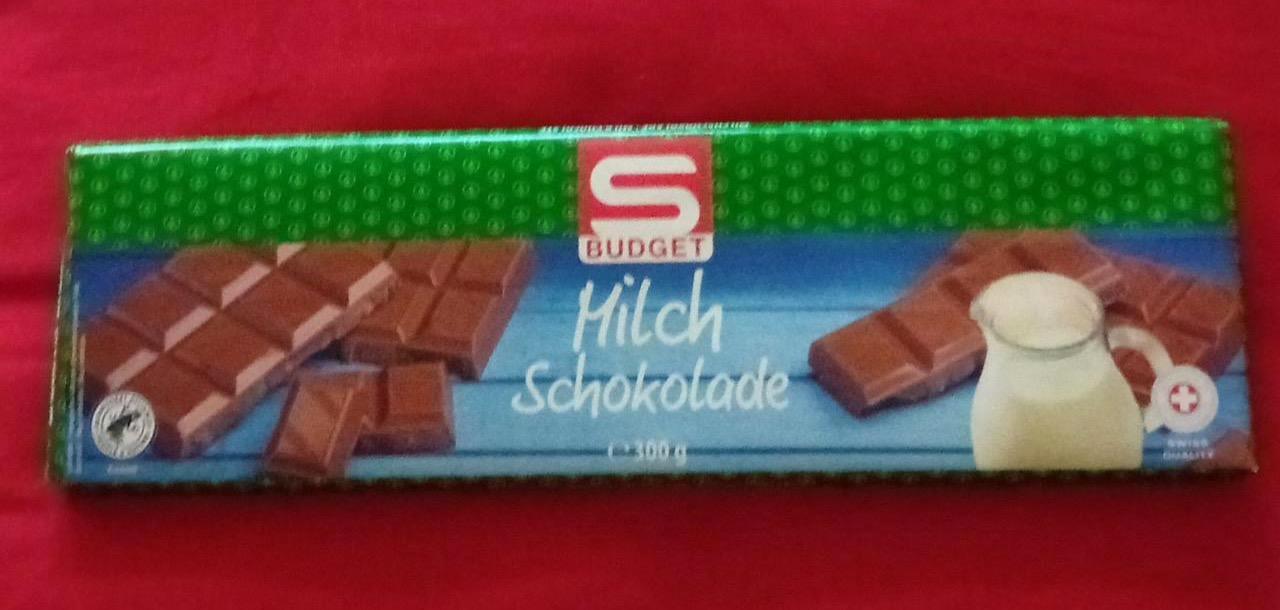 S
BUDGET
Milch
Schokolade
℮ 300 g
SWISS
QUALITY